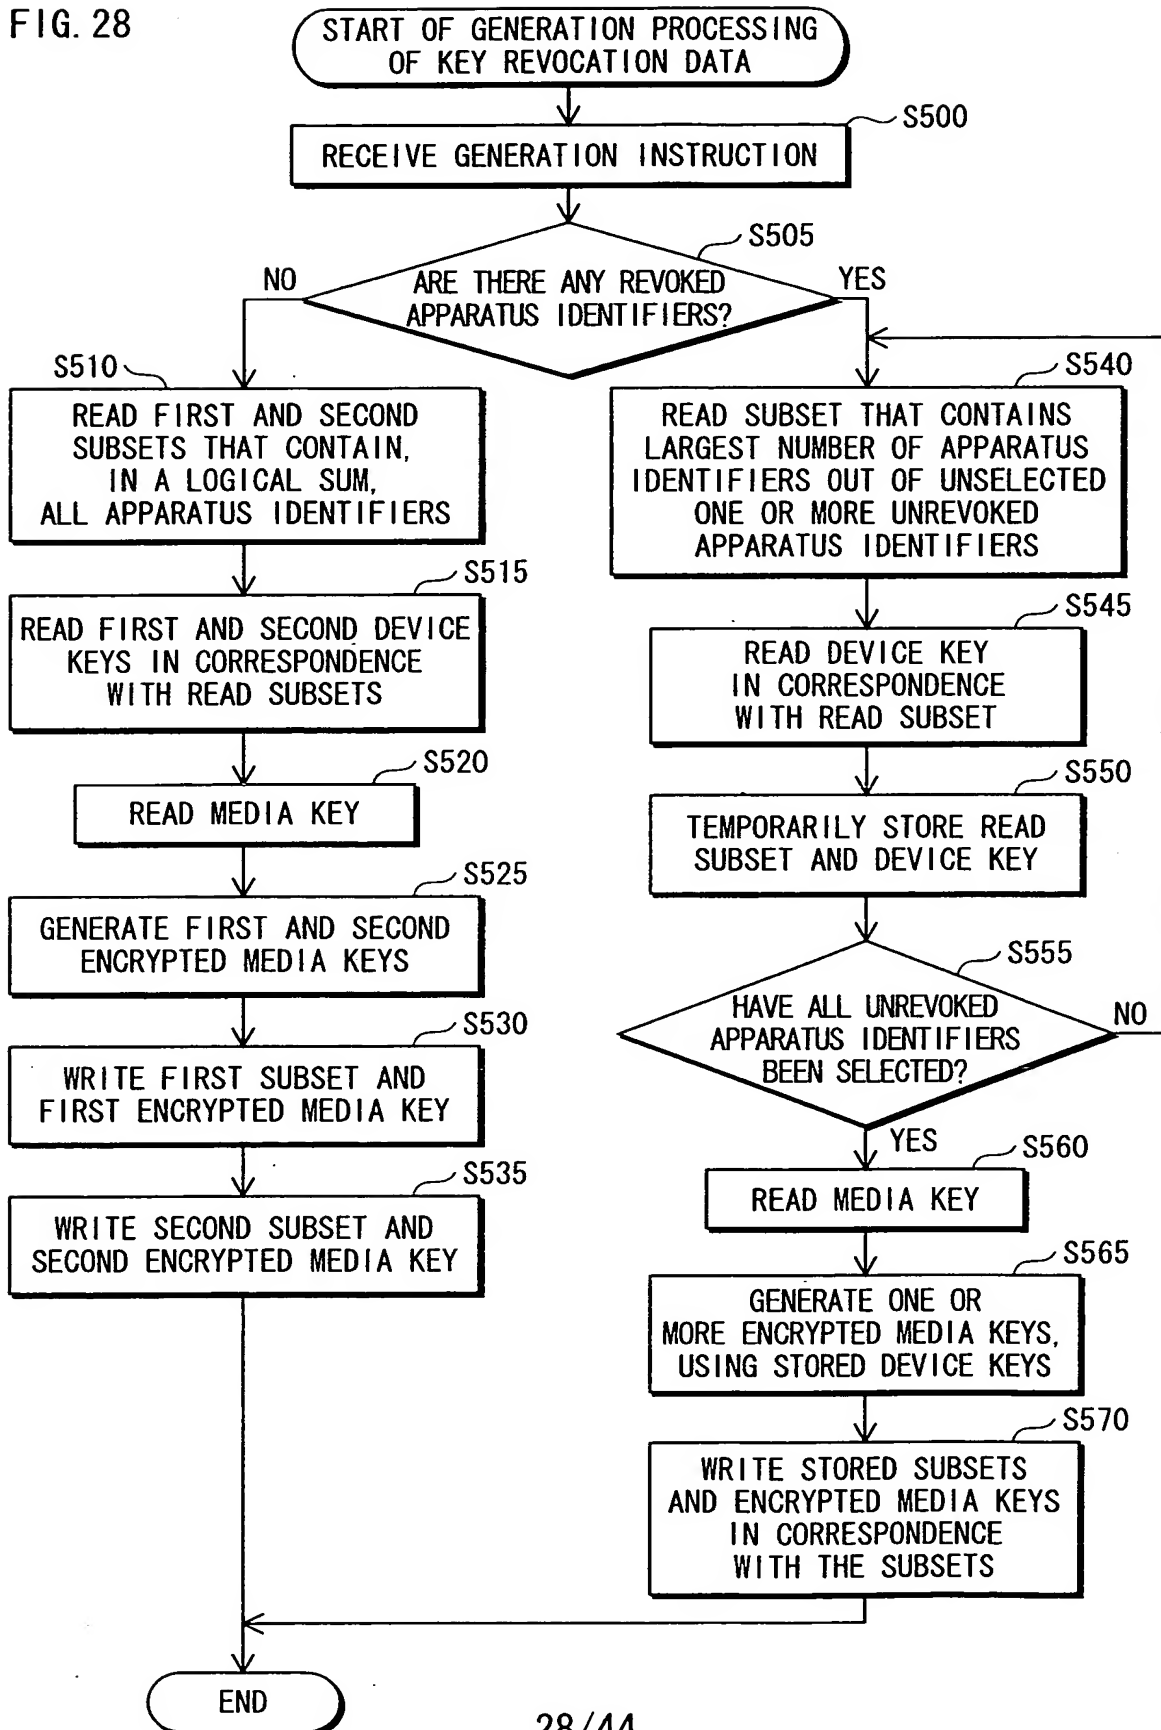 FIG. 28
START OF GENERATION PROCESSING
OF KEY REVOCATION DATA
S500
RECEIVE GENERATION INSTRUCTION
S505
ARE THERE ANY REVOKED
APPARATUS IDENTIFIERS?
NO
YES
S510
READ FIRST AND SECOND
SUBSETS THAT CONTAIN,
IN A LOGICAL SUM,
ALL APPARATUS IDENTIFIERS
S515
READ FIRST AND SECOND DEVICE
KEYS IN CORRESPONDENCE
WITH READ SUBSETS
S520
READ MEDIA KEY
S525
GENERATE FIRST AND SECOND
ENCRYPTED MEDIA KEYS
S530
WRITE FIRST SUBSET AND
FIRST ENCRYPTED MEDIA KEY
S535
WRITE SECOND SUBSET AND
SECOND ENCRYPTED MEDIA KEY
S540
READ SUBSET THAT CONTAINS
LARGEST NUMBER OF APPARATUS
IDENTIFIERS OUT OF UNSELECTED
ONE OR MORE UNREVOKED
APPARATUS IDENTIFIERS
S545
READ DEVICE KEY
IN CORRESPONDENCE
WITH READ SUBSET
S550
TEMPORARILY STORE READ
SUBSET AND DEVICE KEY
S555
HAVE ALL UNREVOKED
APPARATUS IDENTIFIERS
BEEN SELECTED?
NO
YES
S560
READ MEDIA KEY
S565
GENERATE ONE OR
MORE ENCRYPTED MEDIA KEYS,
USING STORED DEVICE KEYS
S570
WRITE STORED SUBSETS
AND ENCRYPTED MEDIA KEYS
IN CORRESPONDENCE
WITH THE SUBSETS
END
28/44